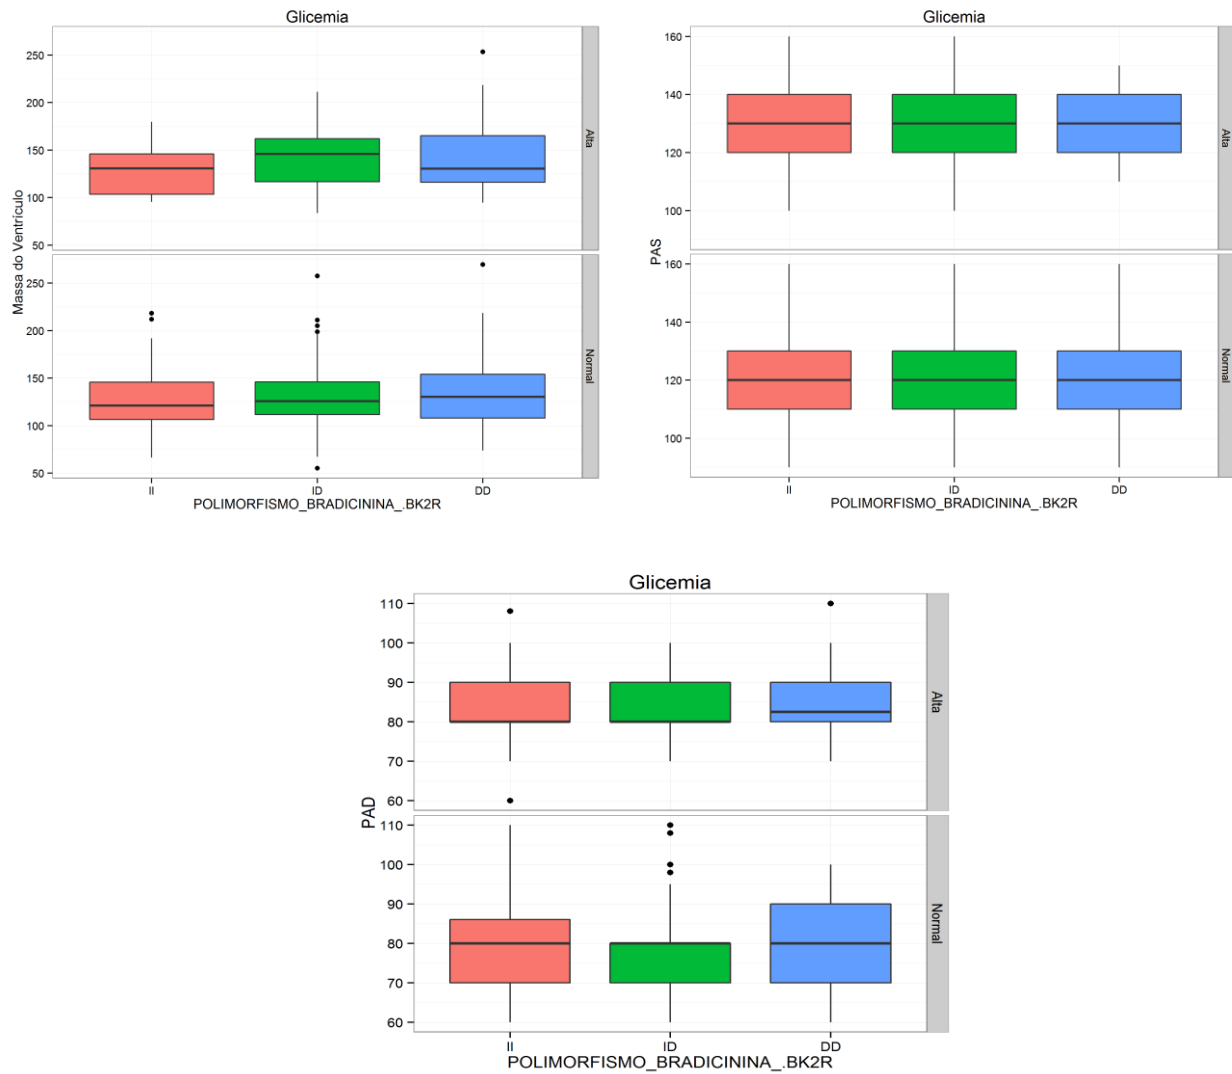 Glicemia
250
200
150
100
50
Alta
Massa do Ventrículo
250
200
150
100
50
Normal
II ID DD
POLIMORFISMO_BRADICININA_.BK2R
Glicemia
160
140
120
100
Alta
PAS
160
140
120
100
Normal
II ID DD
POLIMORFISMO_BRADICININA_.BK2R
Glicemia
110
100
90
80
70
60
Alta
PAD
110
100
90
80
70
60
Normal
II ID DD
POLIMORFISMO_BRADICININA_.BK2R